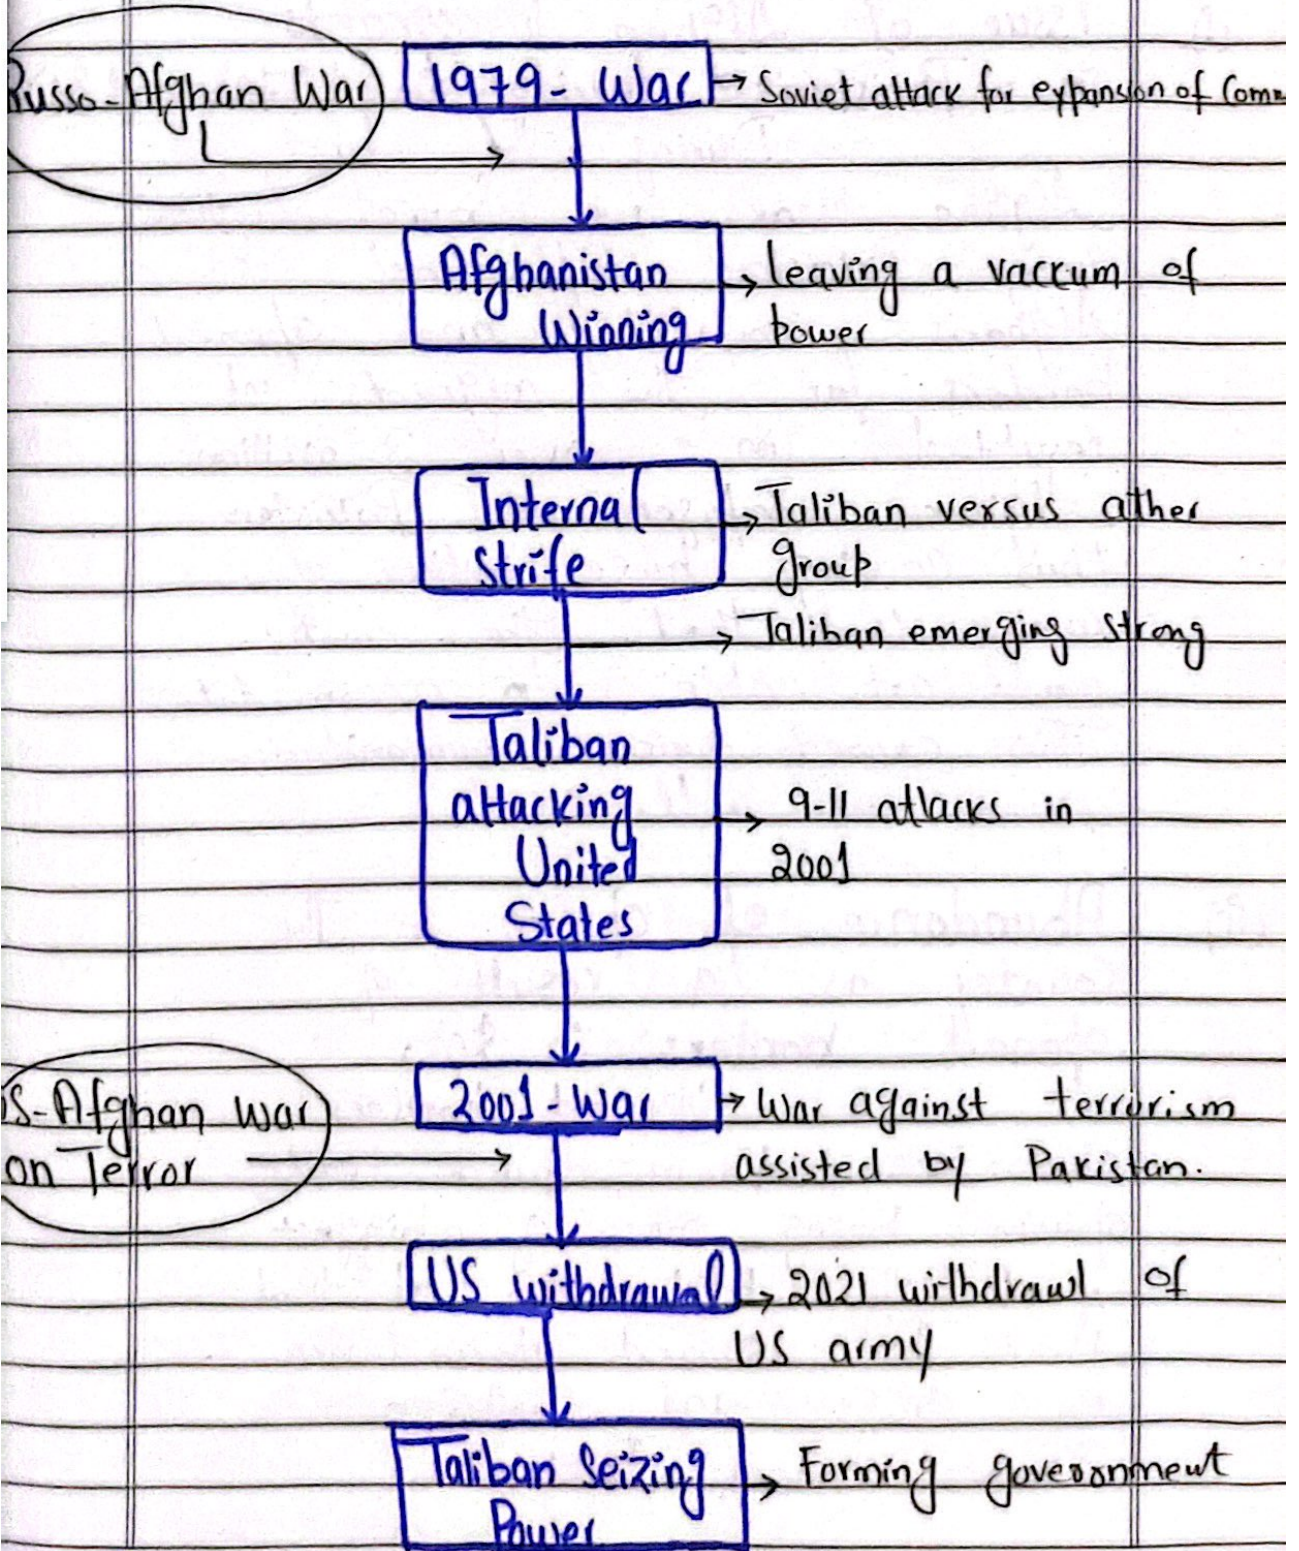 Russo-Afghan War
1979- War
Soviet attack for expansion of Comm
Afghanistan
Winning
leaving a vaccum of
power
Internal
Strife
Taliban versus other
group
Taliban emerging strong
Taliban
attacking
United
States
9-11 attacks in
2001
S-Afghan War
on Terror
2001-War
War against terrorism
assisted by Pakistan.
US withdrawal
2021 wirthdrawl of
US army
Taliban Seizing
Power
Forming government